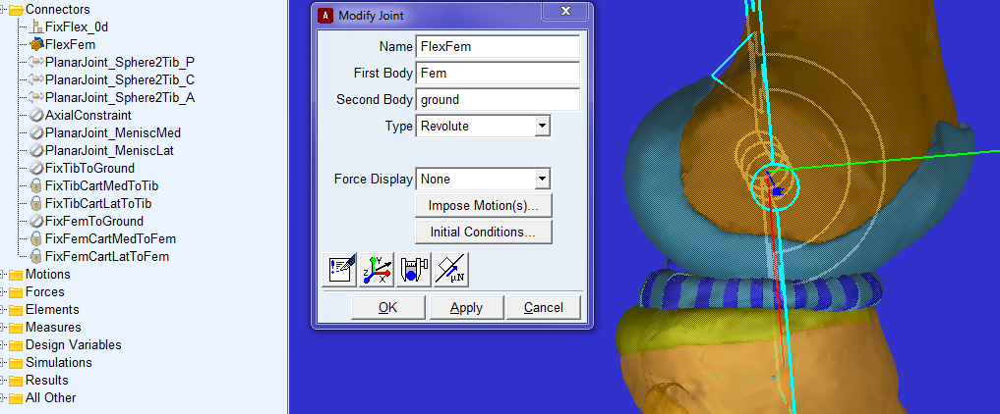 Connectors
FixFlex_0d
FlexFem
PlanarJoint_Sphere2Tib_P
PlanarJoint_Sphere2Tib_C
PlanarJoint_Sphere2Tib_A
AxialConstraint
PlanarJoint_MeniscMed
PlanarJoint_MeniscLat
FixTibToGround
FixTibCartMedToTib
FixTibCartLatToTib
FixFemToGround
FixFemCartMedToFem
FixFemCartLatToFem
Motions
Forces
Elements
Measures
Design Variables
Simulations
Results
All Other
A Modify Joint X
Name FlexFem
First Body Fem
Second Body ground
Type Revolute
Force Display None
Impose Motion(s)...
Initial Conditions...
Z Y X μN
OK Apply Cancel